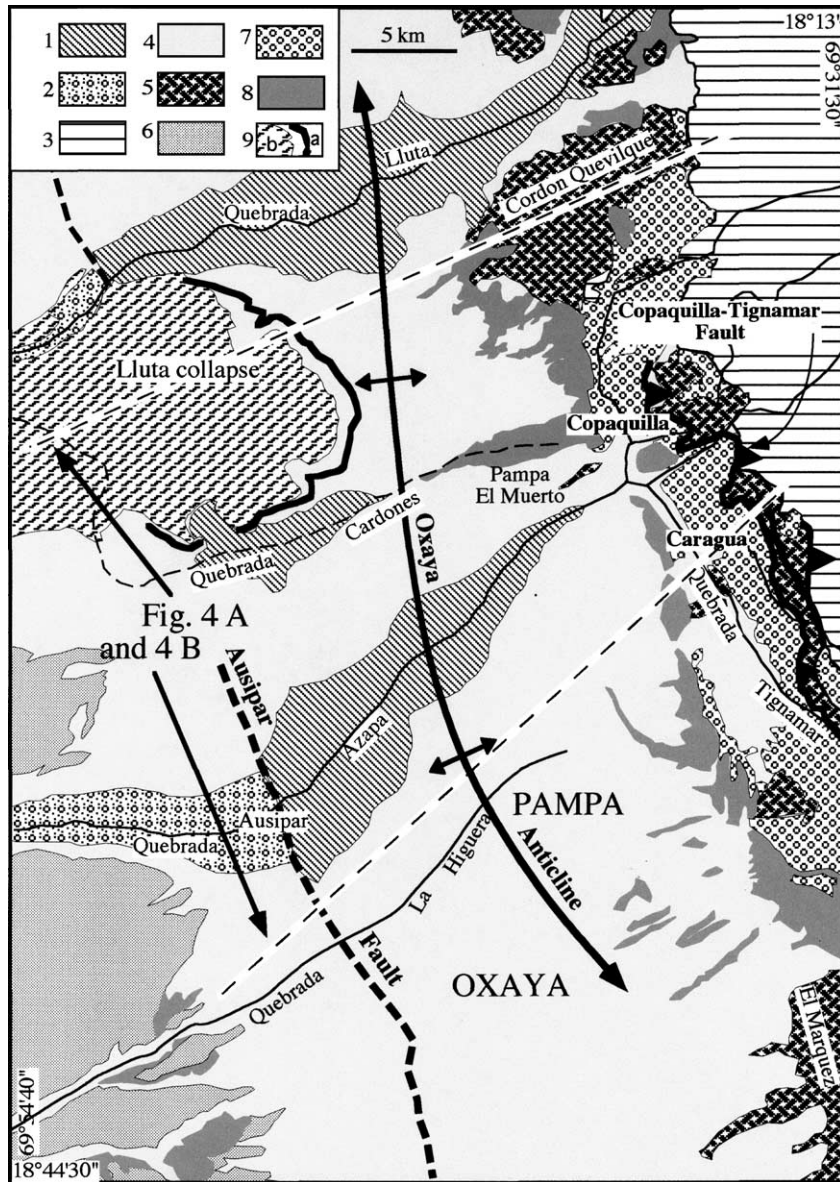 1
4
7
2
5
8
3
6
9
b
a
5 km
18°13'
69°31'30"
Quebrada Lluta
Cordon Quevilque
Copaquilla-Tignamar
Fault
Lluta collapse
Copaquilla
Pampa
El Muerto
Quebrada Cardones
Oxaya Anticline
Caragua
Quebrada Tignamar
Fig. 4 A
and 4 B
Ausipar Fault
Azapa
Ausipar
Quebrada
PAMPA
OXAYA
Quebrada La Higuera
El Marquez
69°54'40"
18°44'30"